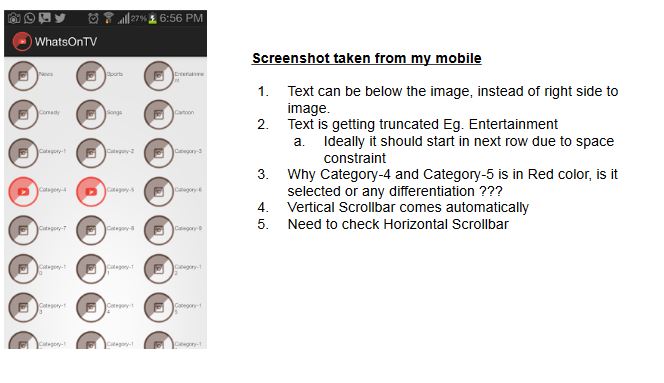 27% 6:56 PM
WhatsOnTV
News Sports Entertainme
nt
Comedy Songs Cartoon
Category-1 Category-2 Category-3
Category-4 Category-5 Category-6
Category-7 Category-8 Category-9
Category-1 Category-1 Category-1
0 1 2
Category-1 Category-1 Category-1
3 4 5
Category-1 Category-1 Category-1
Screenshot taken from my mobile
1. Text can be below the image, instead of right side to
image.
2. Text is getting truncated Eg. Entertainment
a. Ideally it should start in next row due to space
constraint
3. Why Category-4 and Category-5 is in Red color, is it
selected or any differentiation ???
4. Vertical Scrollbar comes automatically
5. Need to check Horizontal Scrollbar